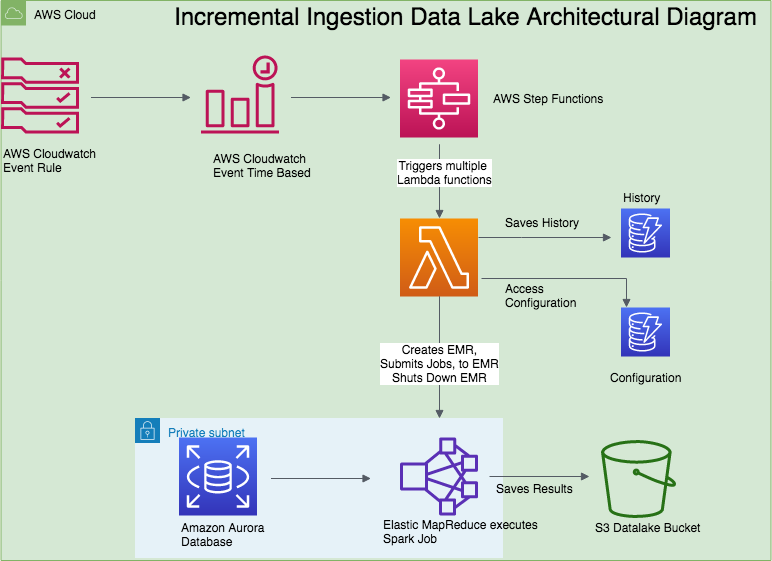 AWS Cloud
Incremental Ingestion Data Lake Architectural Diagram
AWS Cloudwatch
Event Rule
AWS Cloudwatch
Event Time Based
AWS Step Functions
Triggers multiple
Lambda functions
Saves History
History
Access
Configuration
Configuration
Creates EMR,
Submits Jobs, to EMR
Shuts Down EMR
Private subnet
Amazon Aurora
Database
Elastic MapReduce executes
Spark Job
Saves Results
S3 Datalake Bucket